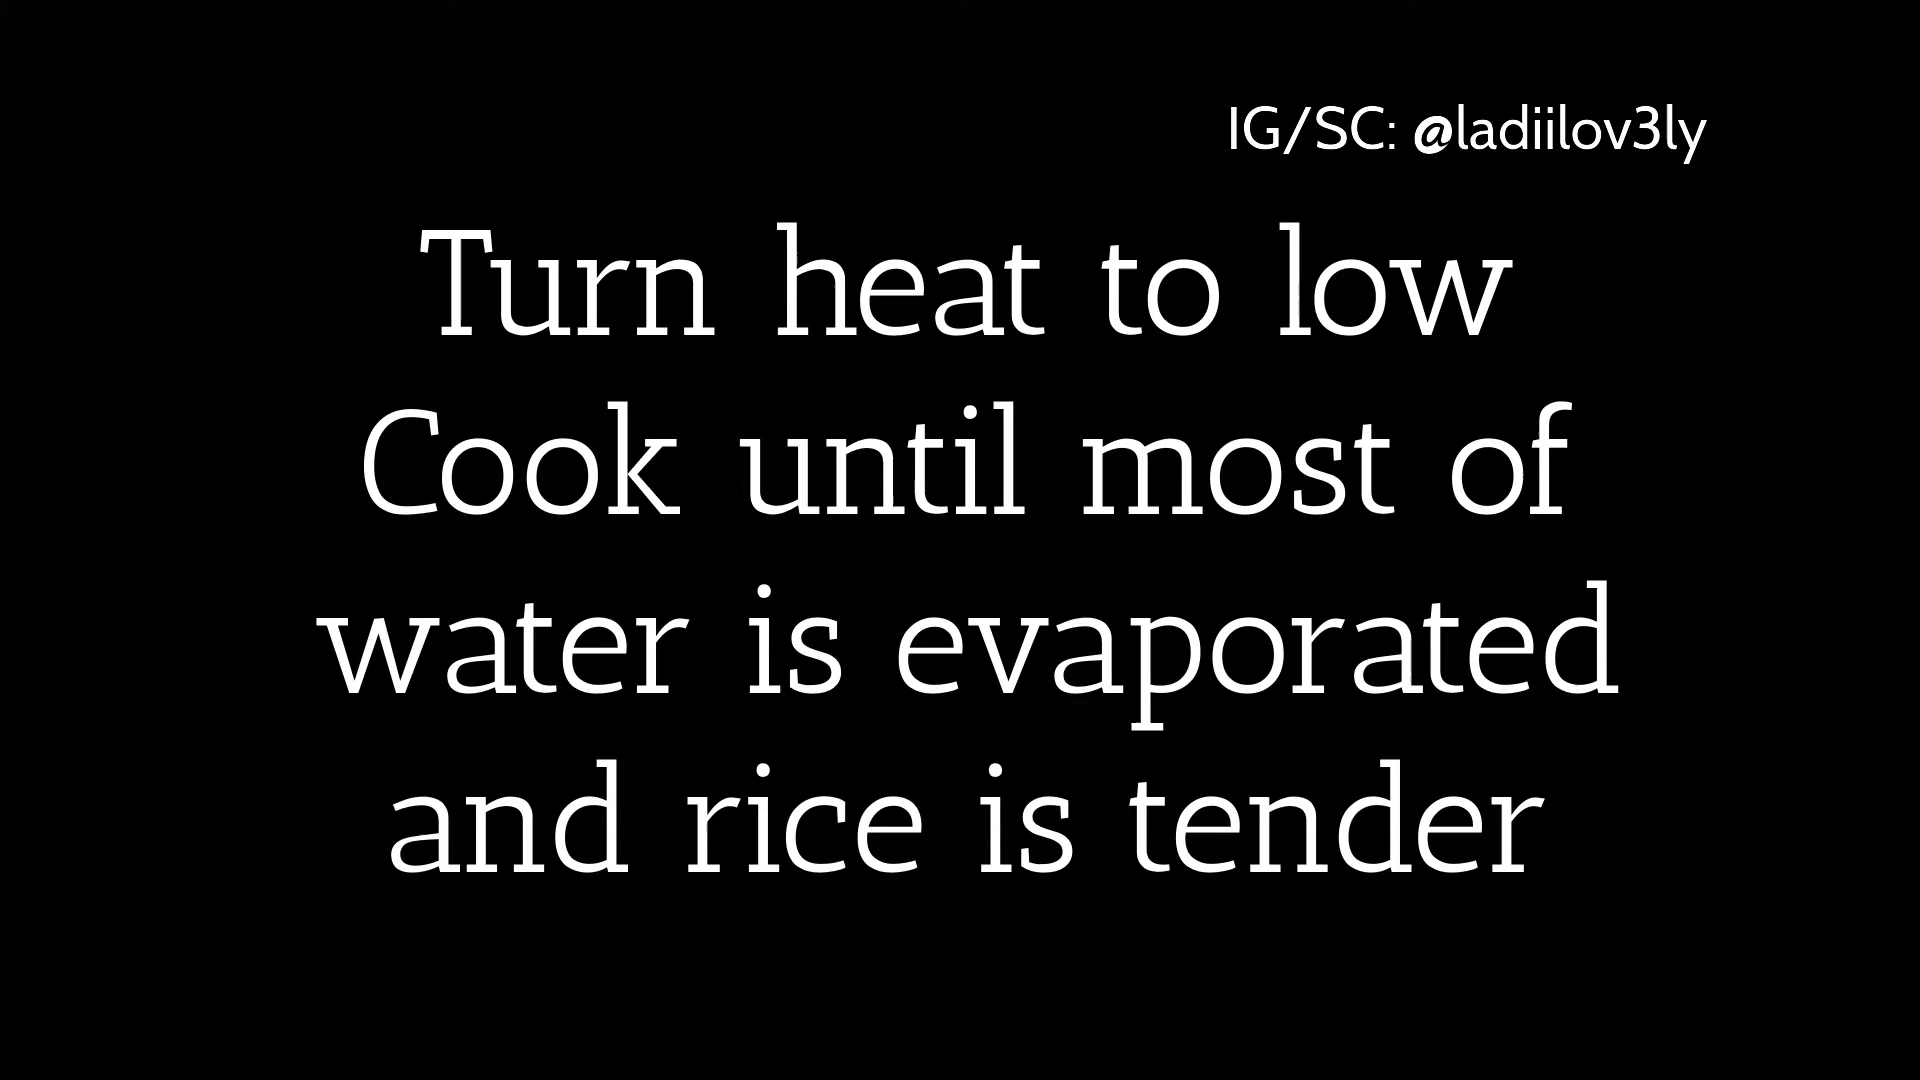 IG/SC: @ladiilov3ly
Turn heat to low
Cook until most of
water is evaporated
and rice is tender